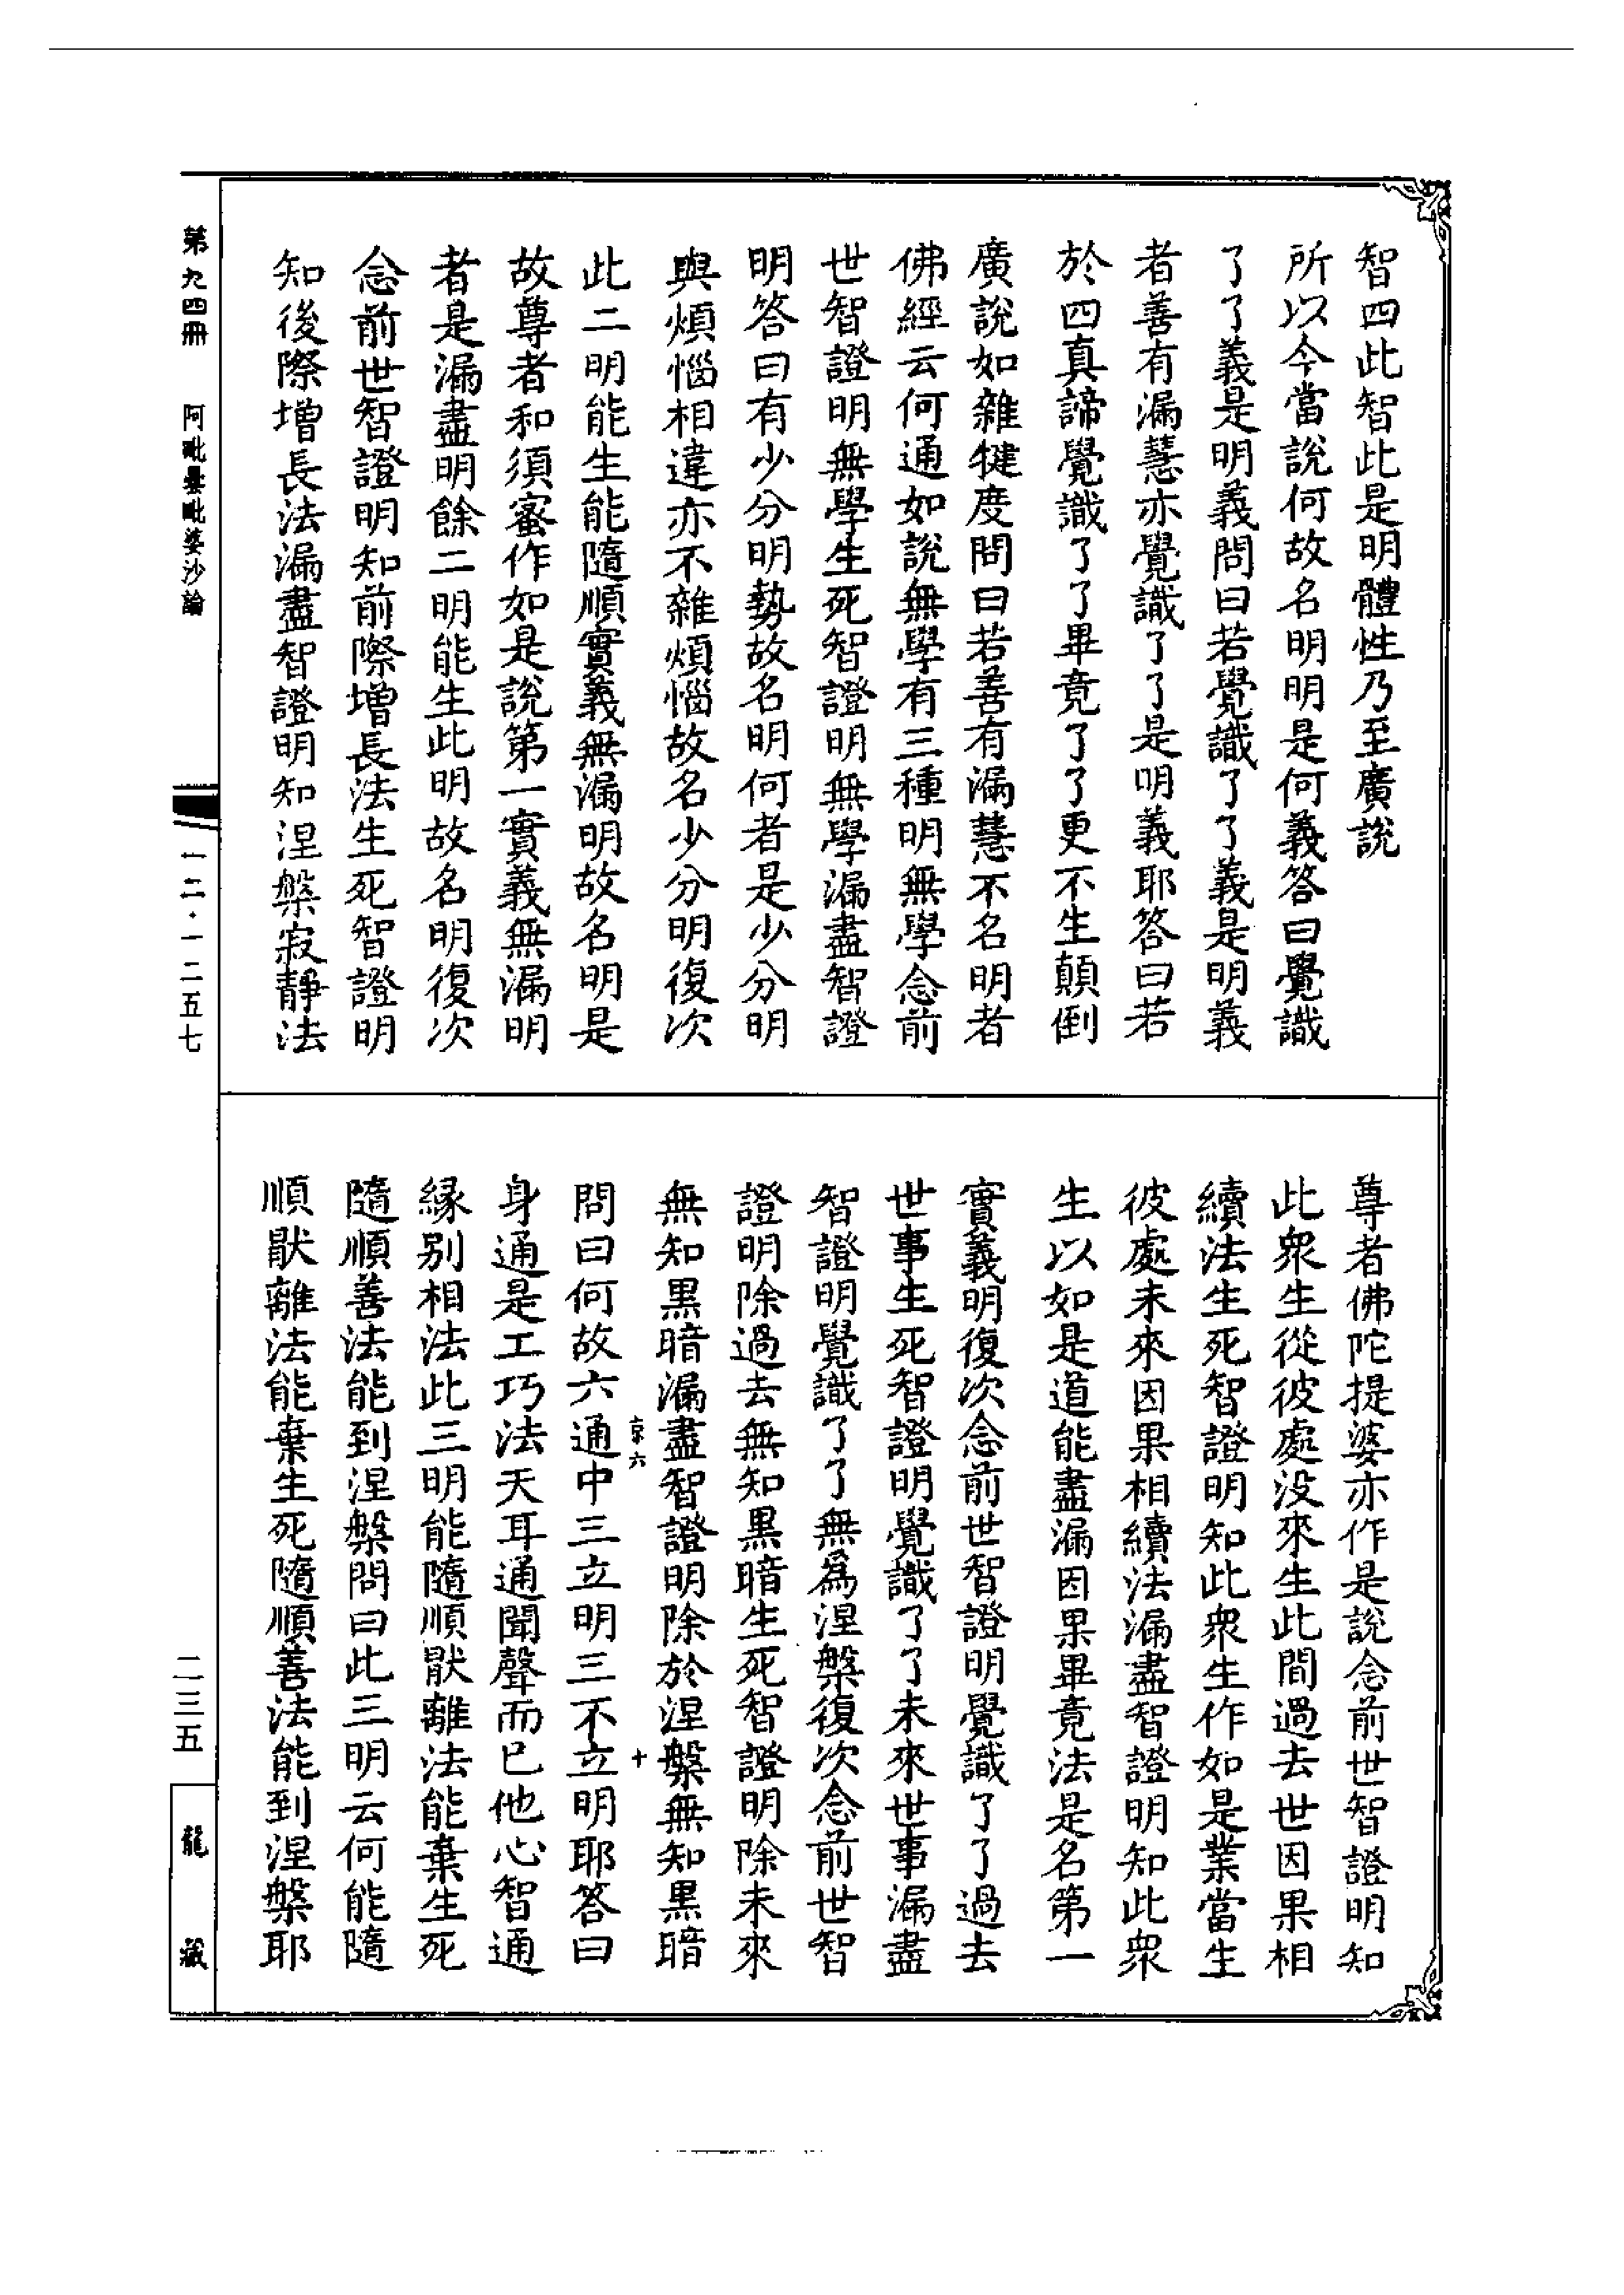 智四此智此是明體性乃至廣説
所以今當説何故名明明是何義答曰覺識
了了義是明義問曰若覺識了了義是明義
者善有漏慧亦覺識了了是明義耶答曰若
於四真諦覺識了了畢竟了了更不生顛倒
廣説如雜犍度問曰若善有漏慧不名明者
佛經云何通如説無學有三種明無學念前
世智證明無學生死智證明無學漏盡智證
明答曰有少分明勢故名明何者是少分明
與煩惱相違亦不雜煩惱故名少分明復次
此二明能生能隨順實義無漏明故名明是
故尊者和須蜜作如是説第一實義無漏明
者是漏盡明餘二明能生此明故名明復次
念前世智證明知前際増長法生死智證明
知後際増長法漏盡智證明知涅槃寂靜法
尊者佛陀提婆亦作是説念前世智證明知
此衆生從彼處没來生此間過去世因果相
續法生死智證明知此衆生作如是業當生
彼處未來因果相續法漏盡智證明知此衆
生以如是道能盡漏因果畢竟法是名第一
實義明復次念前世智證明覺識了了過去
世事生死智證明覺識了了未來世事漏盡
智證明覺識了了無爲涅槃復次念前世智
證明除過去無知黒暗生死智證明除未來
無知黒暗漏盡智證明除於涅槃無知黒暗
京六 十
問曰何故六通中三立明三不立明耶答曰
身通是工巧法天耳通聞聲而已他心智通
縁別相法此三明能隨順猒離法能棄生死
隨順善法能到涅槃問曰此三明云何能隨
順猒離法能棄生死隨順善法能到涅槃耶
第九四冊 阿毗曇毗婆沙論
一二·一二五七
二三五
龍藏